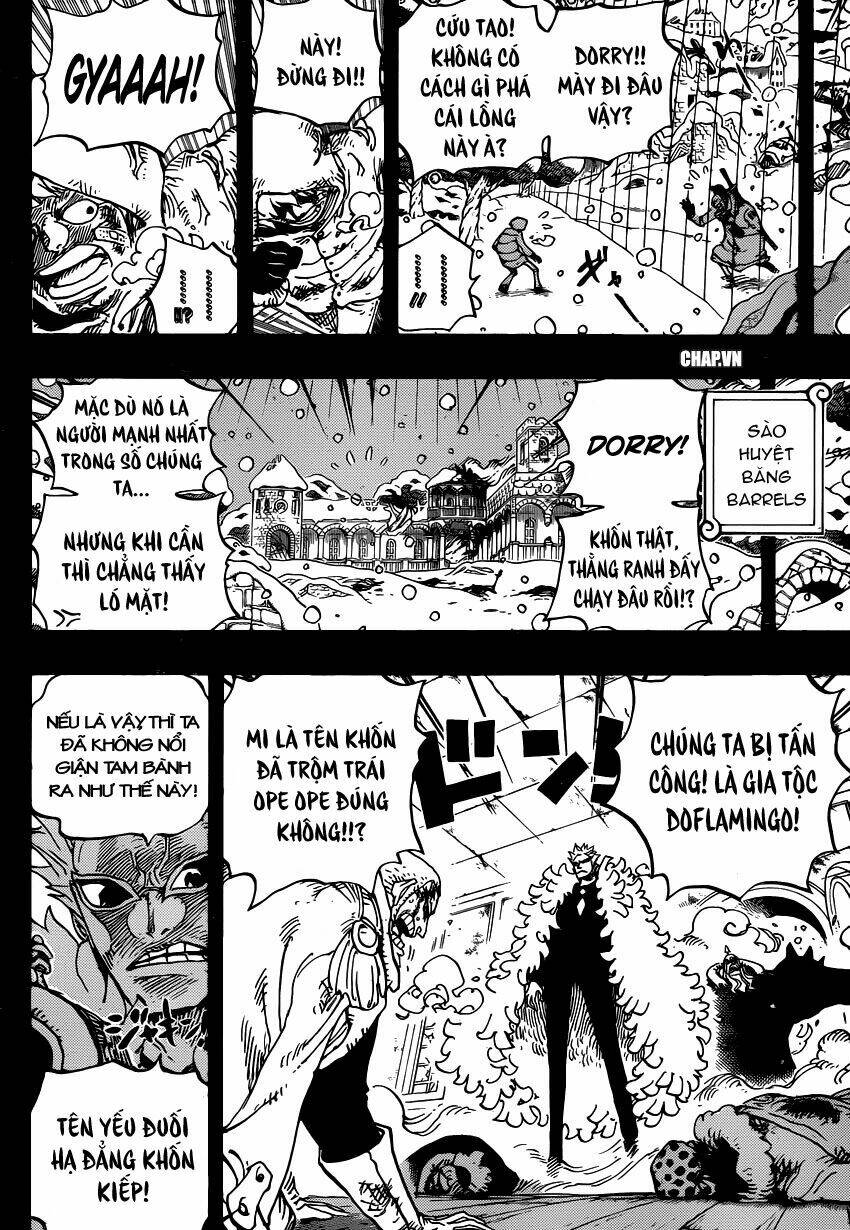 DORRY!!
MÀY ĐI ĐÂU
VẬY?
CỨU TAO!
KHÔNG CÓ
CÁCH GÌ PHÁ
CÁI LỒNG
NÀY À?
NÀY!
ĐỪNG ĐI!!
!!
GYAAAH!
!!?
CHAP.VN
SÀO
HUYỆT
BĂNG
BARRELS
DORRY!
KHỐN THẬT,
THẰNG RANH ĐẤY
CHẠY ĐÂU RỒI!?
MẶC DÙ NÓ LÀ
NGƯỜI MẠNH NHẤT
TRONG SỐ CHÚNG
TA...
NHƯNG KHI CẦN
THÌ CHẲNG THẤY
LÓ MẶT!
CHÚNG TA BỊ TẤN
CÔNG! LÀ GIA TỘC
DOFLAMINGO!
ドン
MI LÀ TÊN KHỐN
ĐÃ TRỘM TRÁI
OPE OPE ĐÚNG
KHÔNG!!?
NẾU LÀ VẬY THÌ TA
ĐÃ KHÔNG NỔI
GIẬN TAM BÀNH
RA NHƯ THẾ NÀY!
TÊN YẾU ĐUỐI
HẠ ĐẲNG KHỐN
KIẾP!